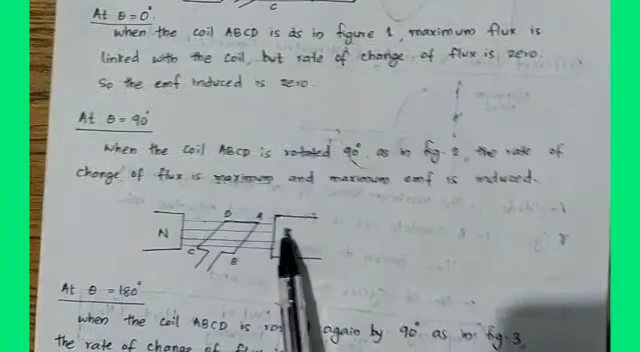 C
At θ = 0°
when the coil ABCD is as in figure 1, maximum flux is
linked with the coil, but rate of change of flux is zero.
So the emf induced is zero.
At θ = 90°
when the coil ABCD is rotated 90° as in fig. 2, the rate of
change of flux is maximum and maximum emf is induced.
D A
N
C B
At θ = 180°
when the coil ABCD is again by 90° as in fig. 3,
the rate of change of